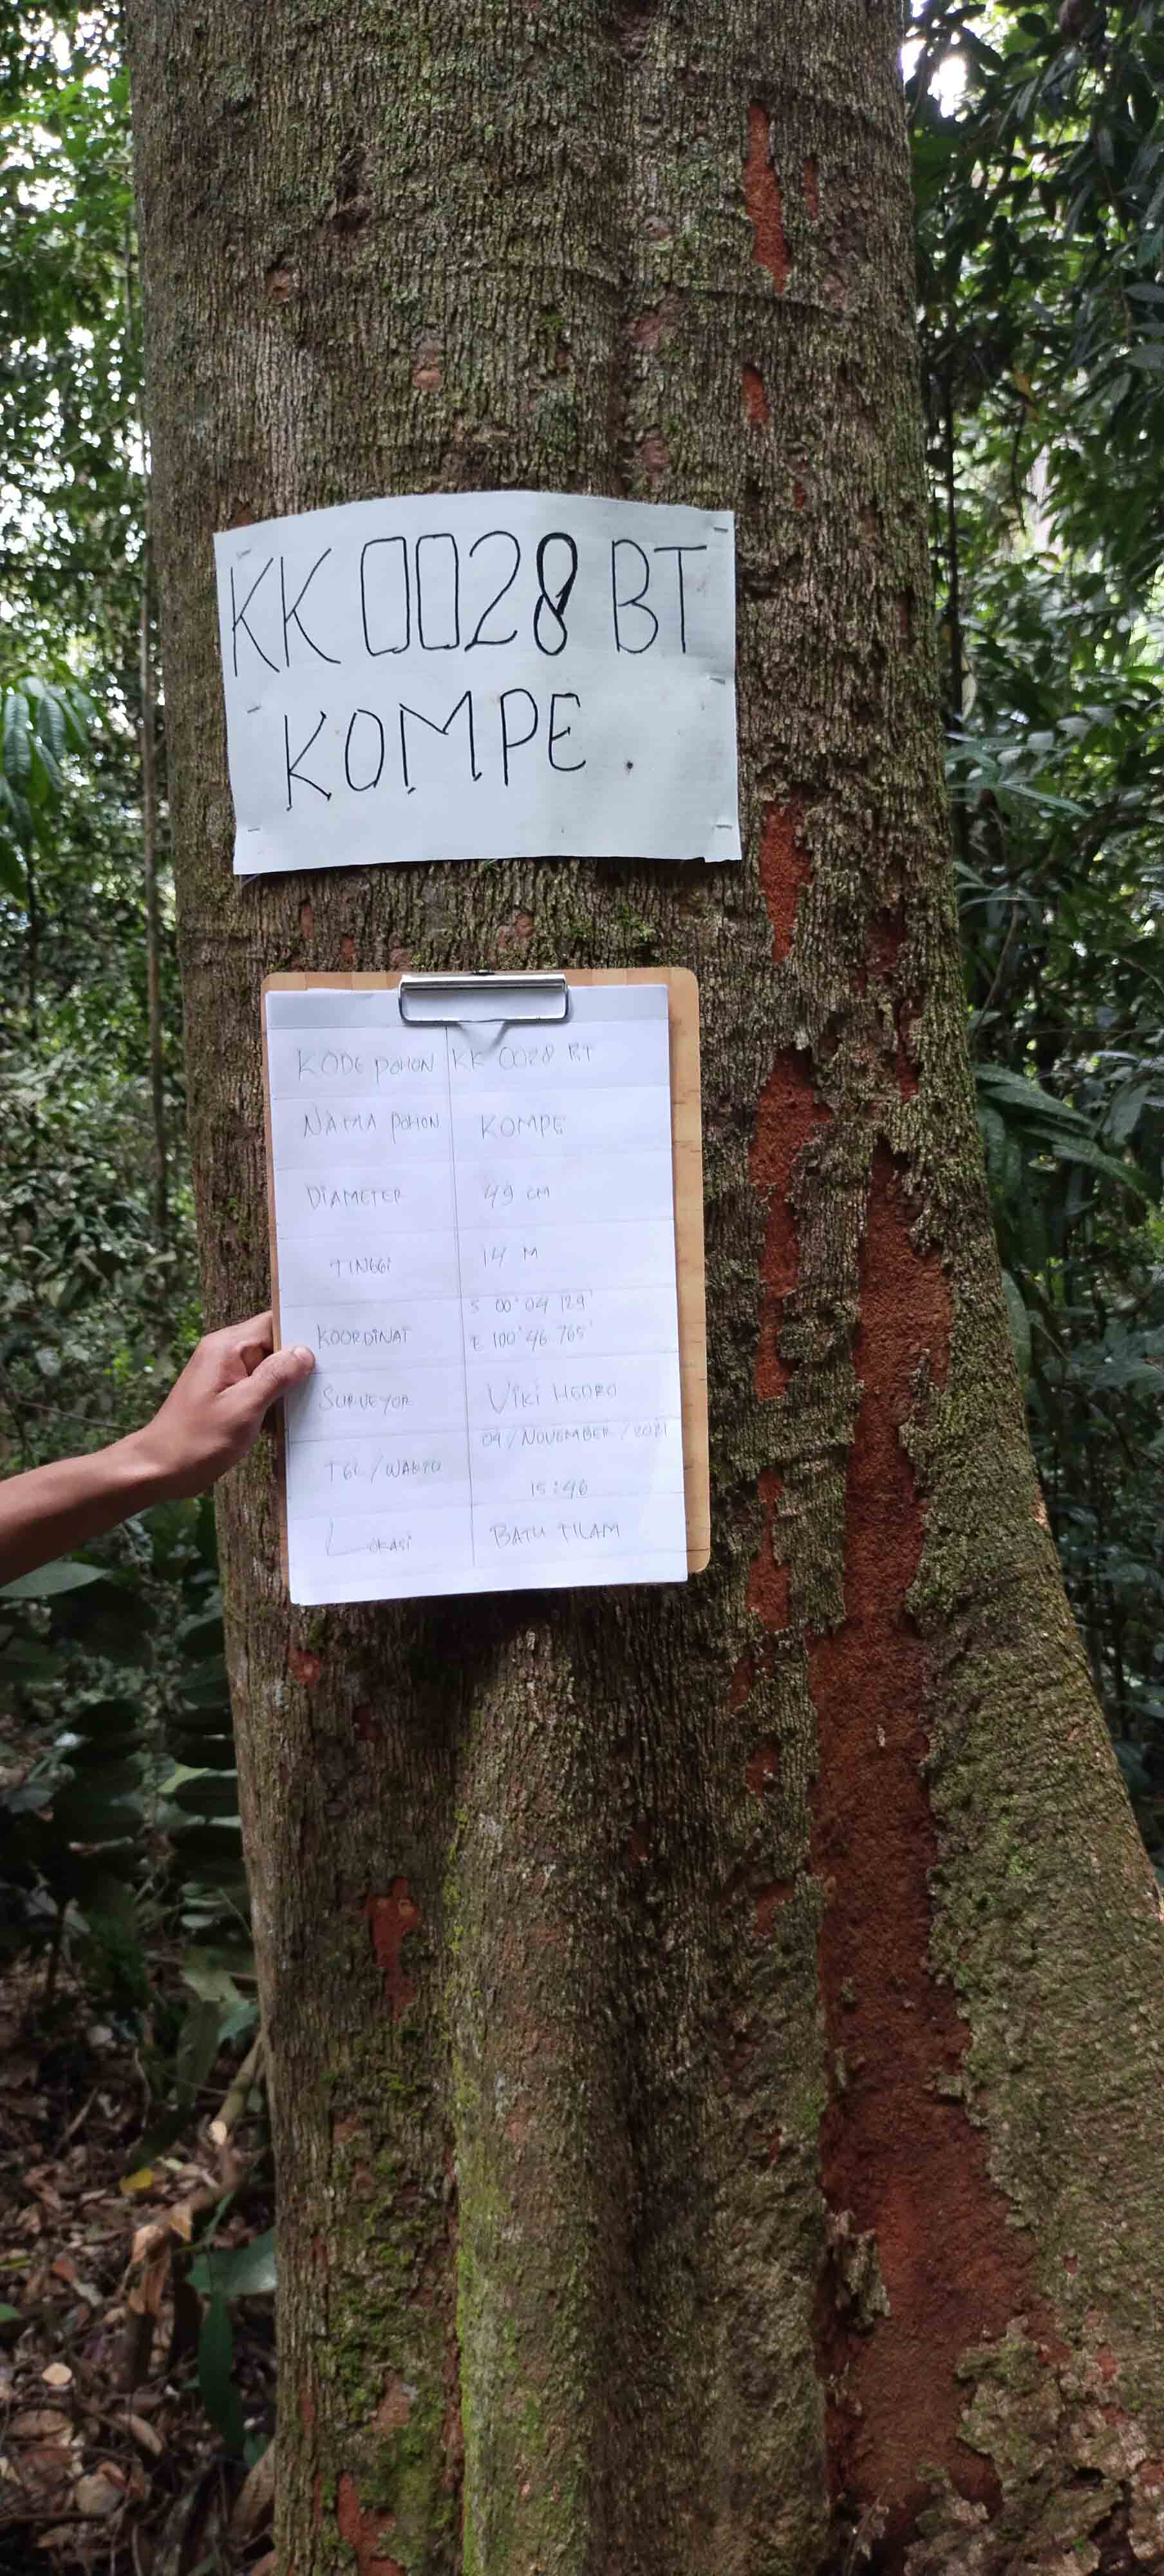 KK 0028 BT
KOMPE .
KODE POHON KK 0028 BT
NAMA POHON KOMPE
DIAMETER 49 CM
TINGGI 14 M
S 00° 04 129'
KOORDINAT E 100° 46 765'
SURVEYOR VIKI HEDRO
04/NOVEMBER/2021
TGL/WAKTU
15:46
LOKASI BATU TILAM